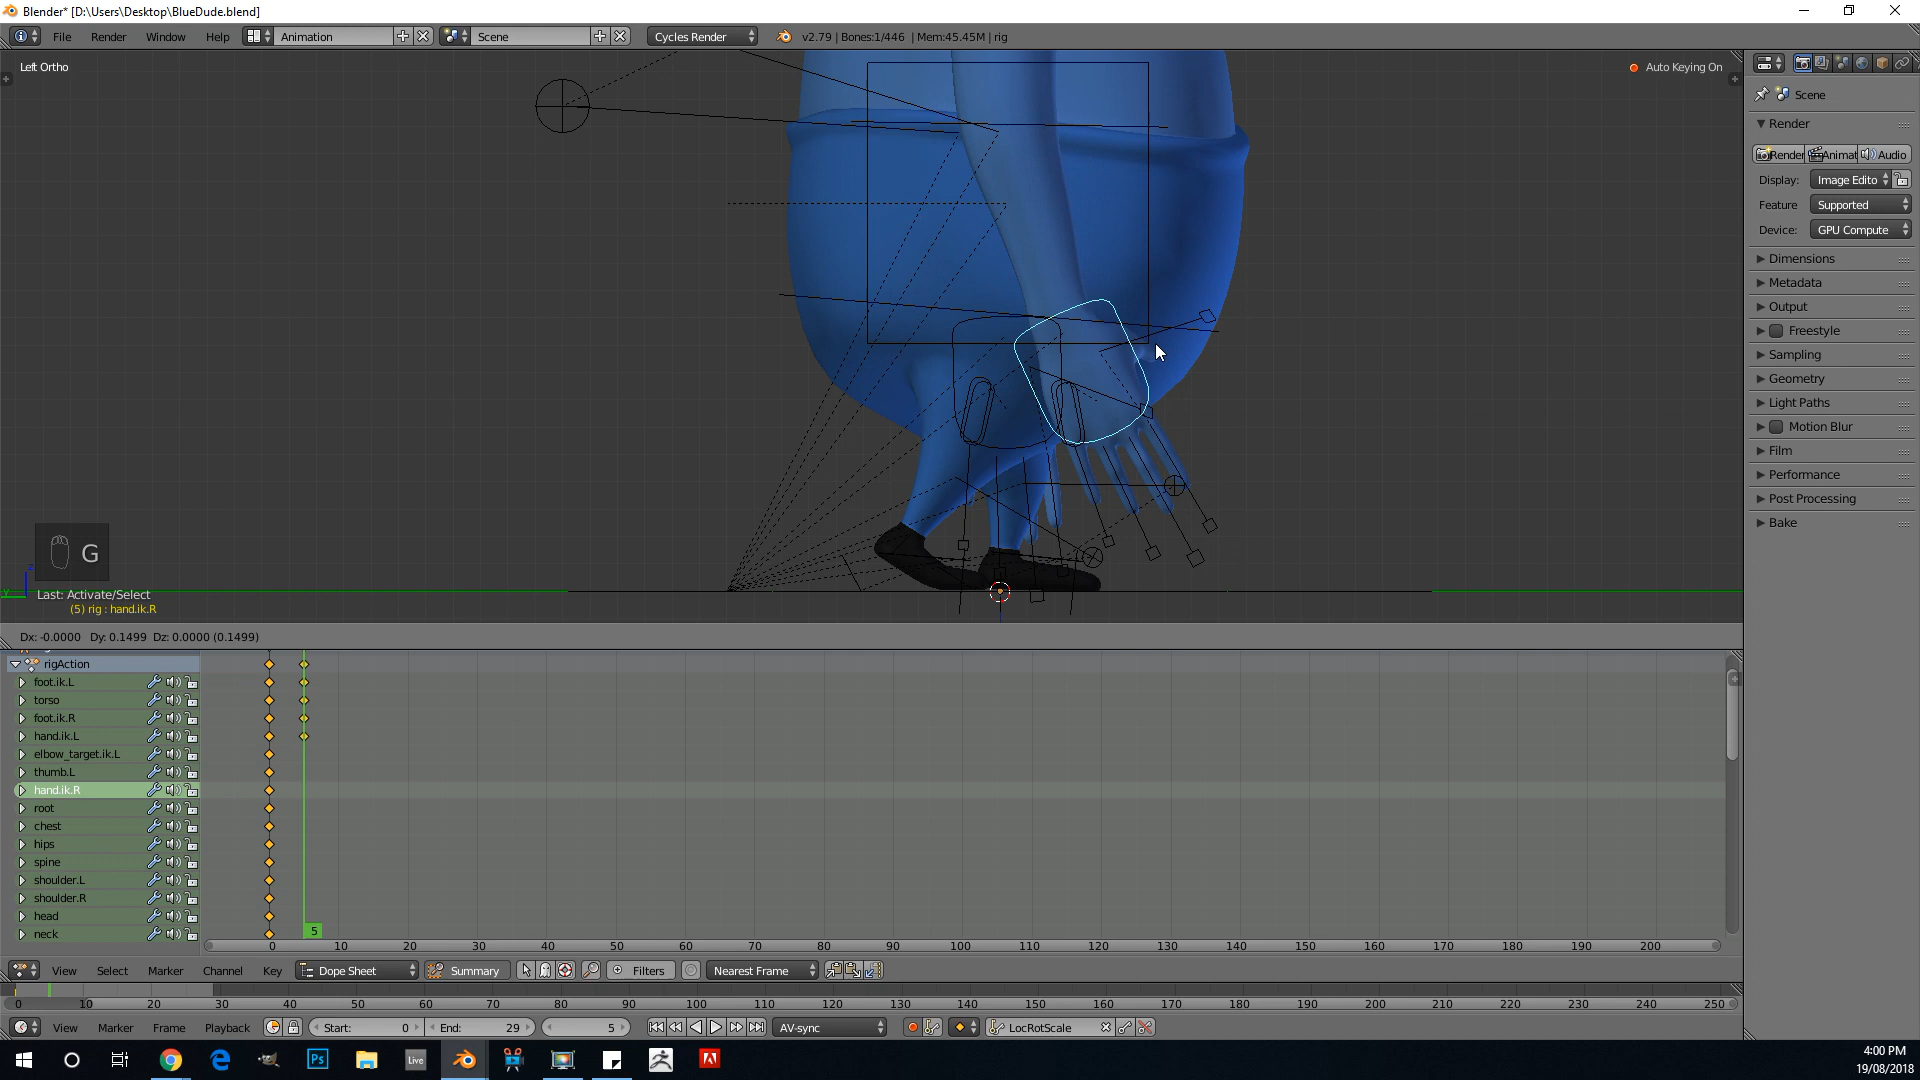 Blender* [D:\Users\Desktop\BlueDude.blend]
File Render Window Help Animation Scene Cycles Render v2.79 | Bones:1/446 | Mem:45.45M | rig
Left Ortho
Auto Keying On
Scene
Render
Render Animat Audio
Display: Image Edito
Feature Supported
Device: GPU Compute
Dimensions
Metadata
Output
Freestyle
Sampling
Geometry
Light Paths
Motion Blur
Film
Performance
Post Processing
Bake
G
Last: Activate/Select
(5) rig : hand.ik.R
Dx: -0.0000 Dy: 0.1499 Dz: 0.0000 (0.1499)
rigAction
foot.ik.L
torso
foot.ik.R
hand.ik.L
elbow_target.ik.L
thumb.L
hand.ik.R
root
chest
hips
spine
shoulder.L
shoulder.R
head
neck
5
0 10 20 30 40 50 60 70 80 90 100 110 120 130 140 150 160 170 180 190 200
View Select Marker Channel Key Dope Sheet Summary Filters Nearest Frame
0 10 20 30 40 50 60 70 80 90 100 110 120 130 140 150 160 170 180 190 200 210 220 230 240 250
View Marker Frame Playback Start: 0 End: 29 5 AV-sync LocRotScale
Ps
Live
4:00 PM
19/08/2018